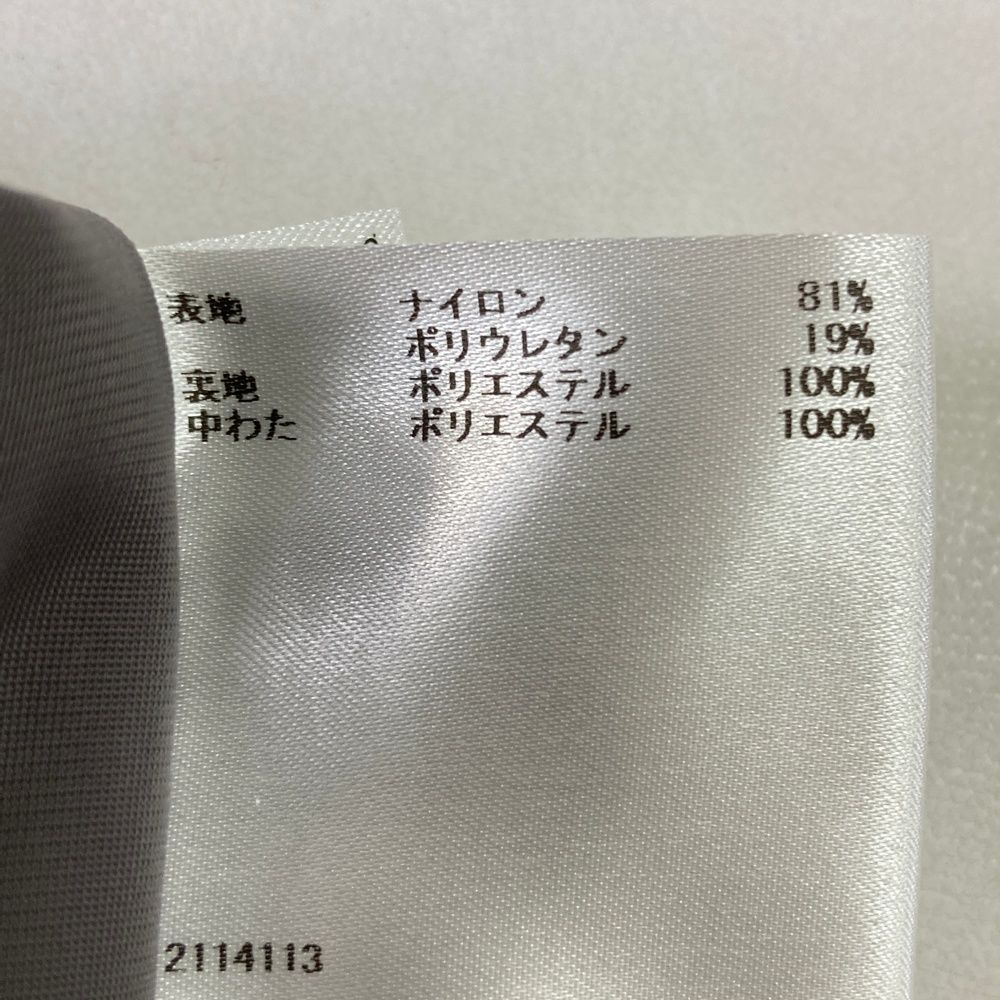 表地 ナイロン 81%
ポリウレタン 19%
裏地 ポリエステル 100%
中わた ポリエステル 100%
2114113